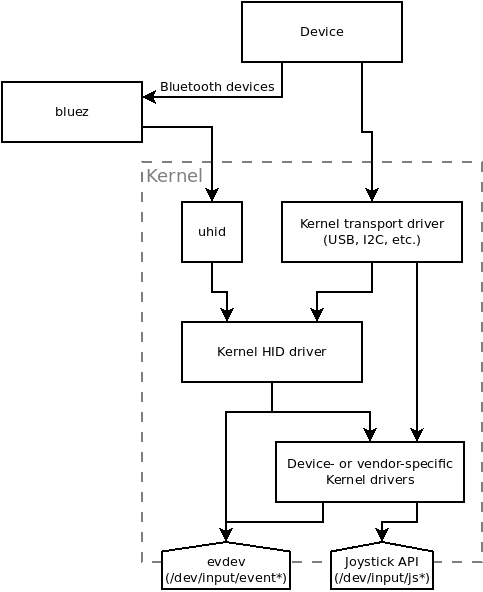 Device
Bluetooth devices
bluez
Kernel
uhid
Kernel transport driver
(USB, I2C, etc.)
Kernel HID driver
Device- or vendor-specific
Kernel drivers
evdev
(/dev/input/event*)
Joystick API
(/dev/input/js*)